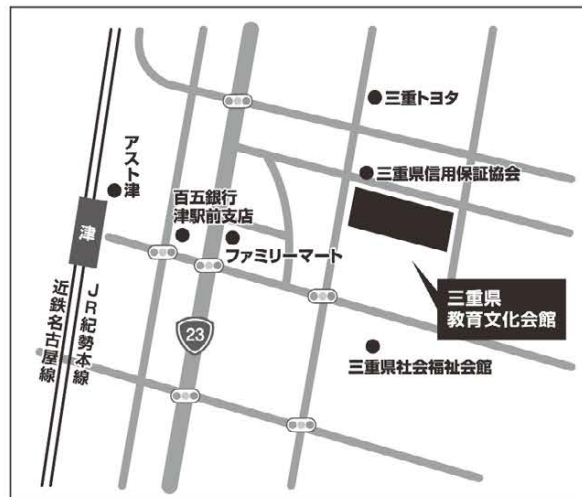 三重トヨタ
アスト津
三重県信用保証協会
百五銀行
津駅前支店
ファミリーマート
津
三重県
教育文化会館
23
三重県社会福祉会館
JR紀勢本線
近鉄名古屋線